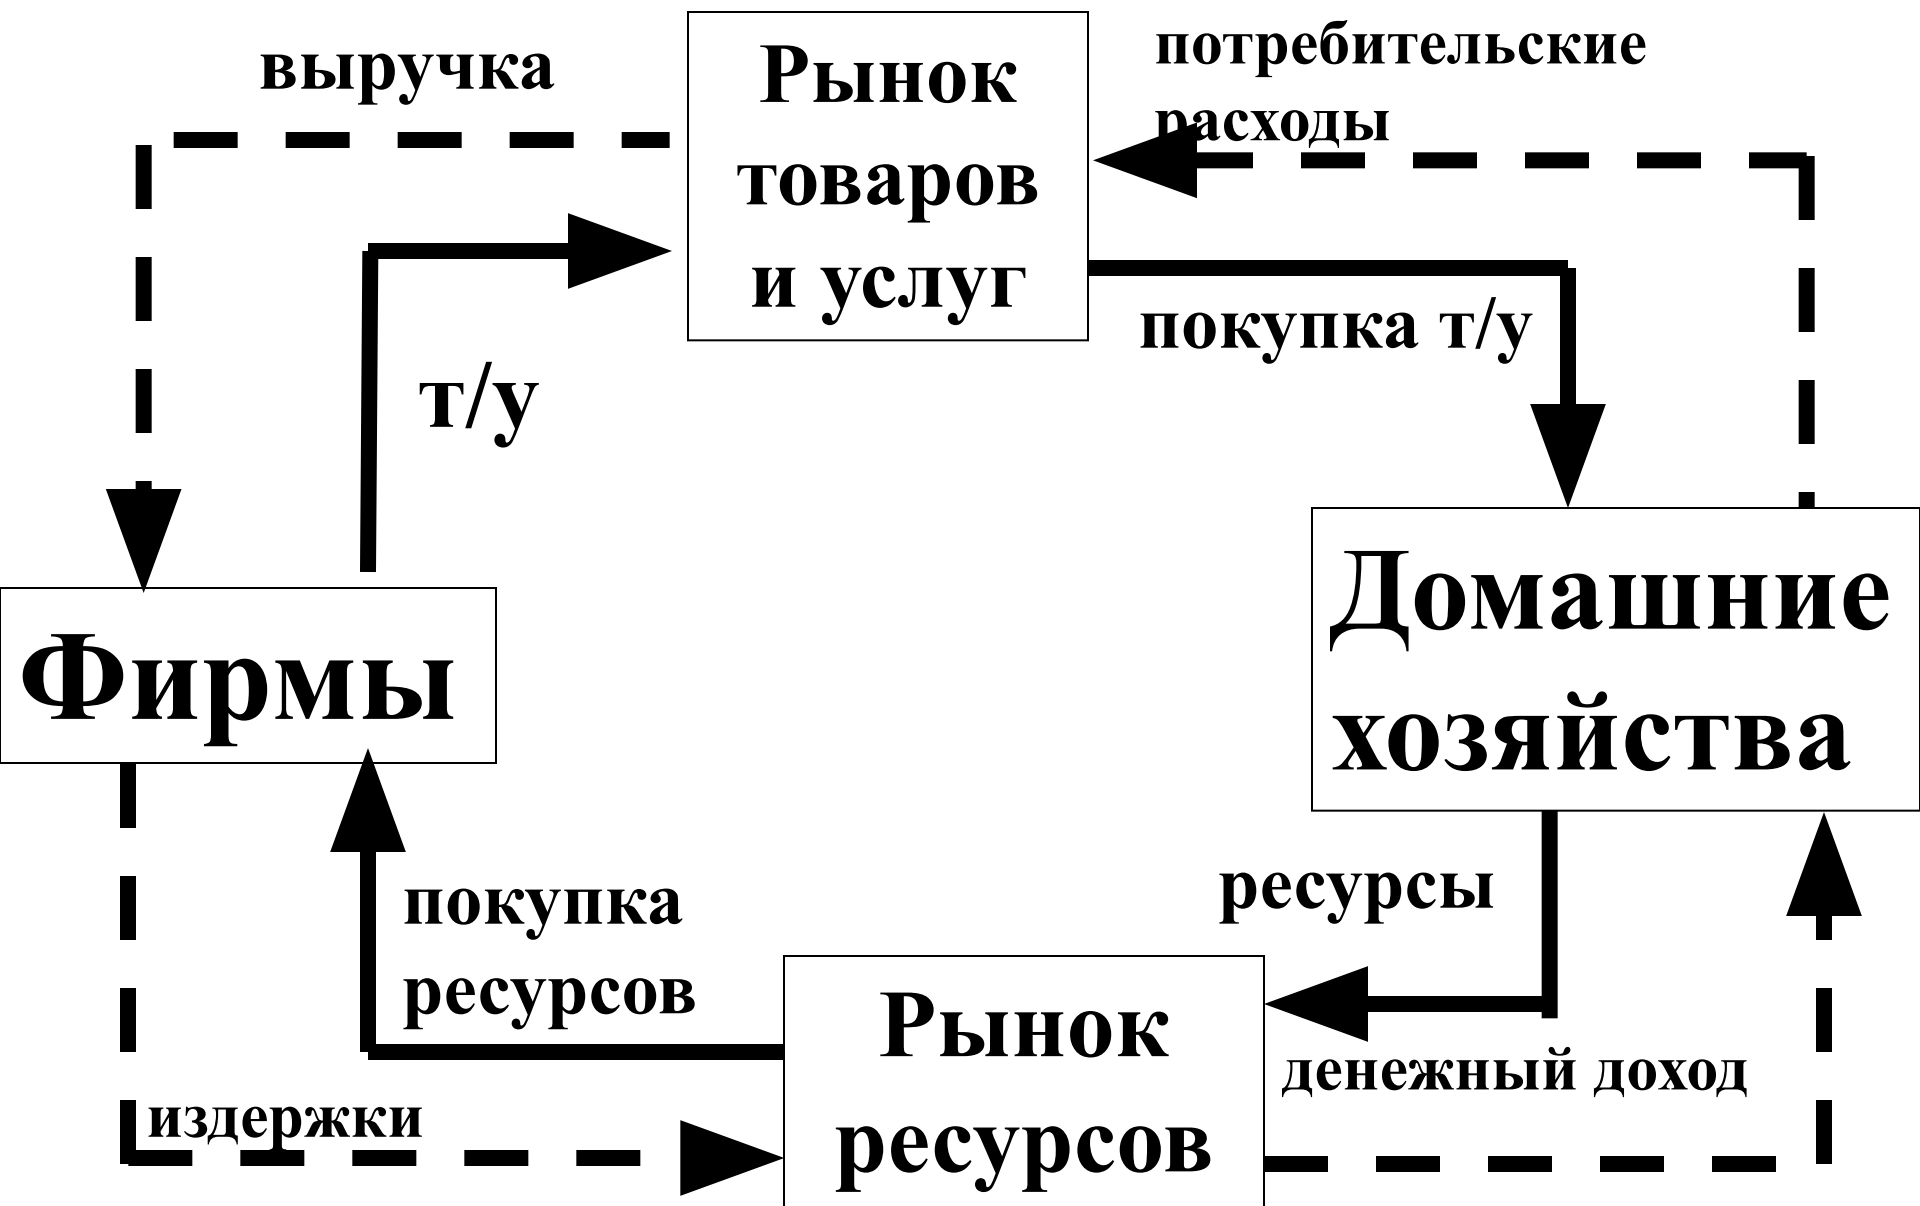 выручка
Рынок
товаров
и услуг
потребительские
расходы
покупка т/у
т/у
Фирмы
Домашние
хозяйства
покупка
ресурсов
ресурсы
Рынок
ресурсов
денежный доход
издержки